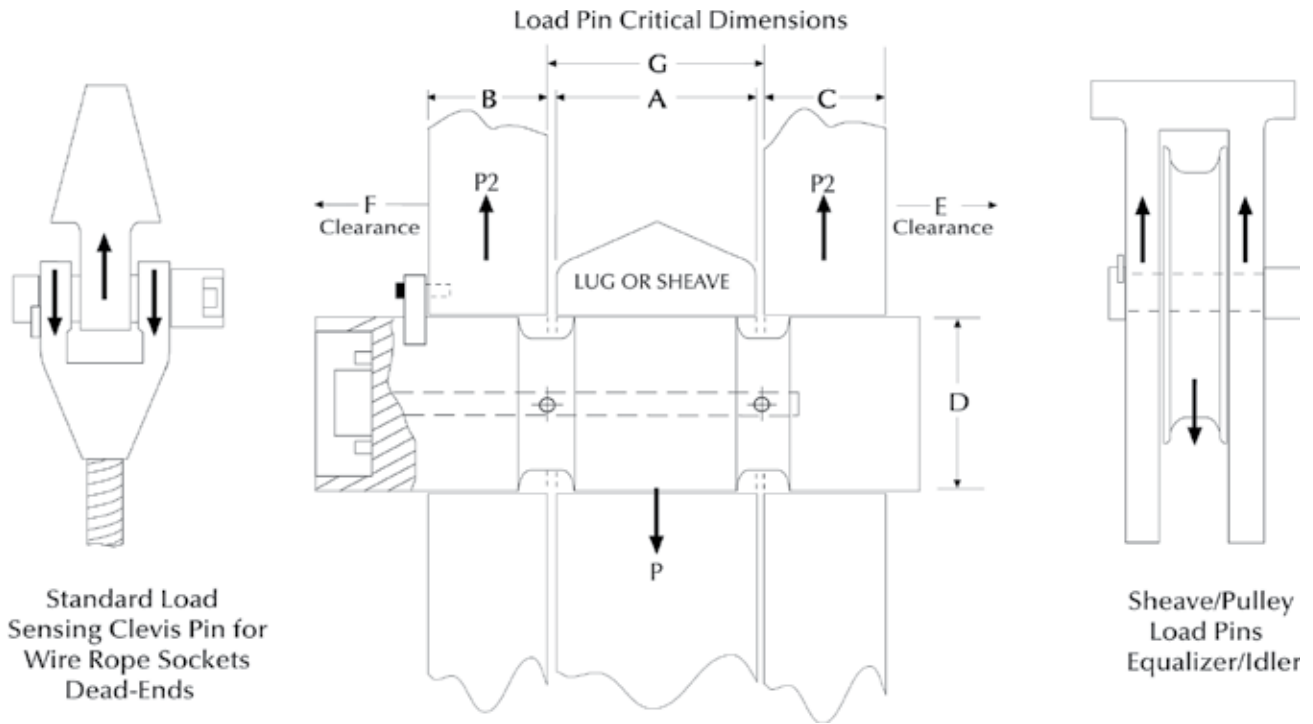 Load Pin Critical Dimensions
G
B
A
C
P2
P2
F
Clearance
E
Clearance
LUG OR SHEAVE
D
P
Standard Load
Sensing Clevis Pin for
Wire Rope Sockets
Dead-Ends
Sheave/Pulley
Load Pins
Equalizer/Idler